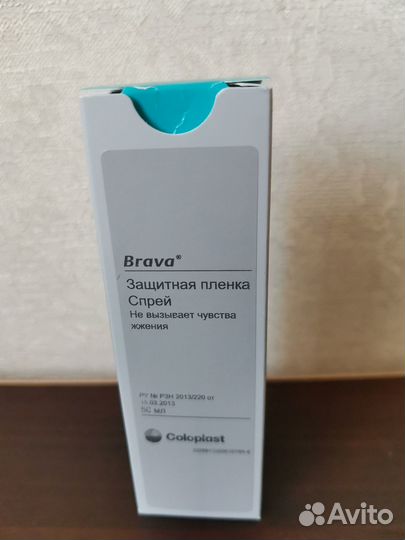 Brava®
Защитная пленка
Спрей
Не вызывает чувства
жжения
РУ № РЗН 2013/220 от
.03.2013
50 мл
Coloplast
Avito